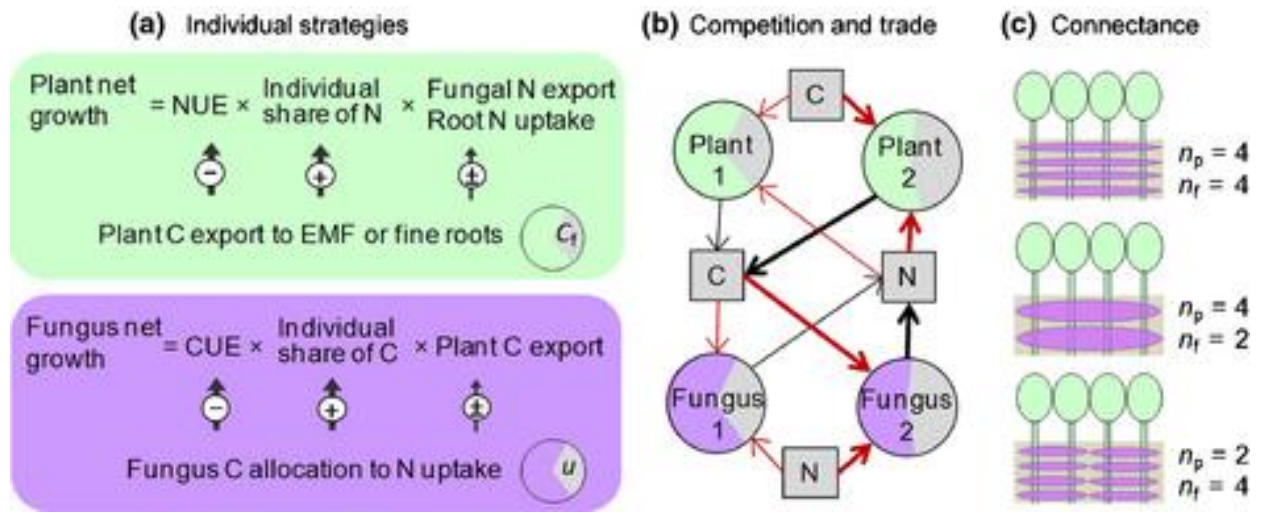 (a) Individual strategies
Plant net growth = NUE × Individual share of N × Fungal N export Root N uptake
− + ±
Plant C export to EMF or fine roots Cf
Fungus net growth = CUE × Individual share of C × Plant C export
− + ±
Fungus C allocation to N uptake u
(b) Competition and trade
C
Plant 1
Plant 2
C
N
Fungus 1
Fungus 2
N
(c) Connectance
np = 4
nf = 4
np = 4
nf = 2
np = 2
nf = 4